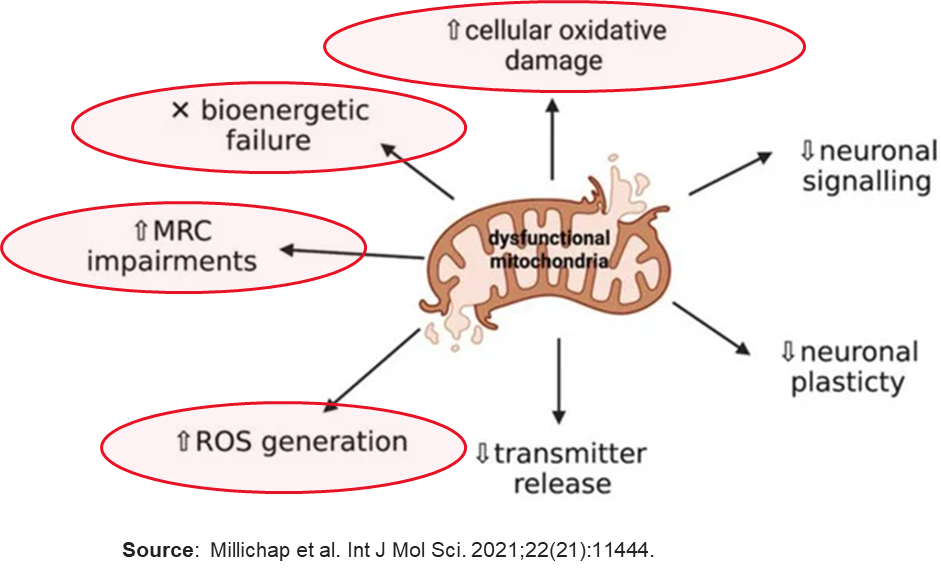 ⇧cellular oxidative
damage
× bioenergetic
failure
⇩neuronal
signalling
⇧MRC
impairments
dysfunctional
mitochondria
⇩neuronal
plasticty
⇧ROS generation
⇩transmitter
release
Source: Millichap et al. Int J Mol Sci. 2021;22(21):11444.